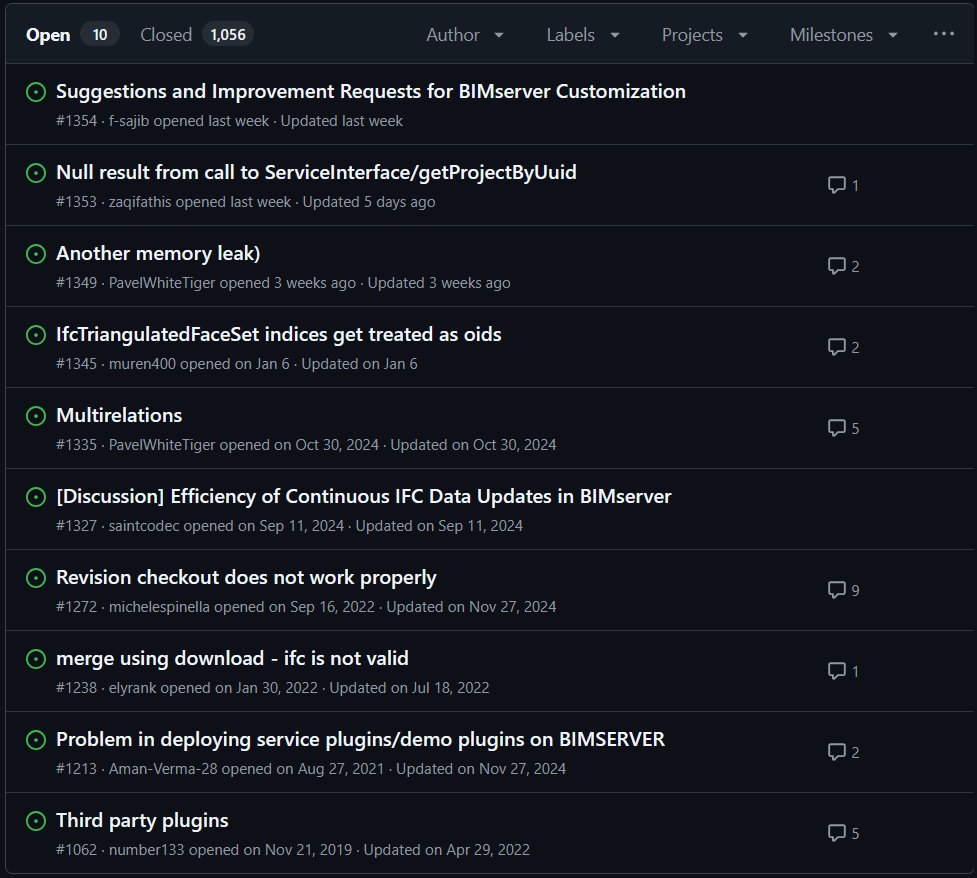 Open 10 Closed 1,056 Author Labels Projects Milestones ...
Suggestions and Improvement Requests for BIMserver Customization
#1354 · f-sajib opened last week · Updated last week
Null result from call to ServiceInterface/getProjectByUuid
1
#1353 · zaqifathis opened last week · Updated 5 days ago
Another memory leak)
2
#1349 · PavelWhiteTiger opened 3 weeks ago · Updated 3 weeks ago
IfcTriangulatedFaceSet indices get treated as oids
2
#1345 · muren400 opened on Jan 6 · Updated on Jan 6
Multirelations
5
#1335 · PavelWhiteTiger opened on Oct 30, 2024 · Updated on Oct 30, 2024
[Discussion] Efficiency of Continuous IFC Data Updates in BIMserver
#1327 · saintcodec opened on Sep 11, 2024 · Updated on Sep 11, 2024
Revision checkout does not work properly
9
#1272 · michelespinella opened on Sep 16, 2022 · Updated on Nov 27, 2024
merge using download - ifc is not valid
1
#1238 · elyrank opened on Jan 30, 2022 · Updated on Jul 18, 2022
Problem in deploying service plugins/demo plugins on BIMSERVER
2
#1213 · Aman-Verma-28 opened on Aug 27, 2021 · Updated on Nov 27, 2024
Third party plugins
5
#1062 · number133 opened on Nov 21, 2019 · Updated on Apr 29, 2022